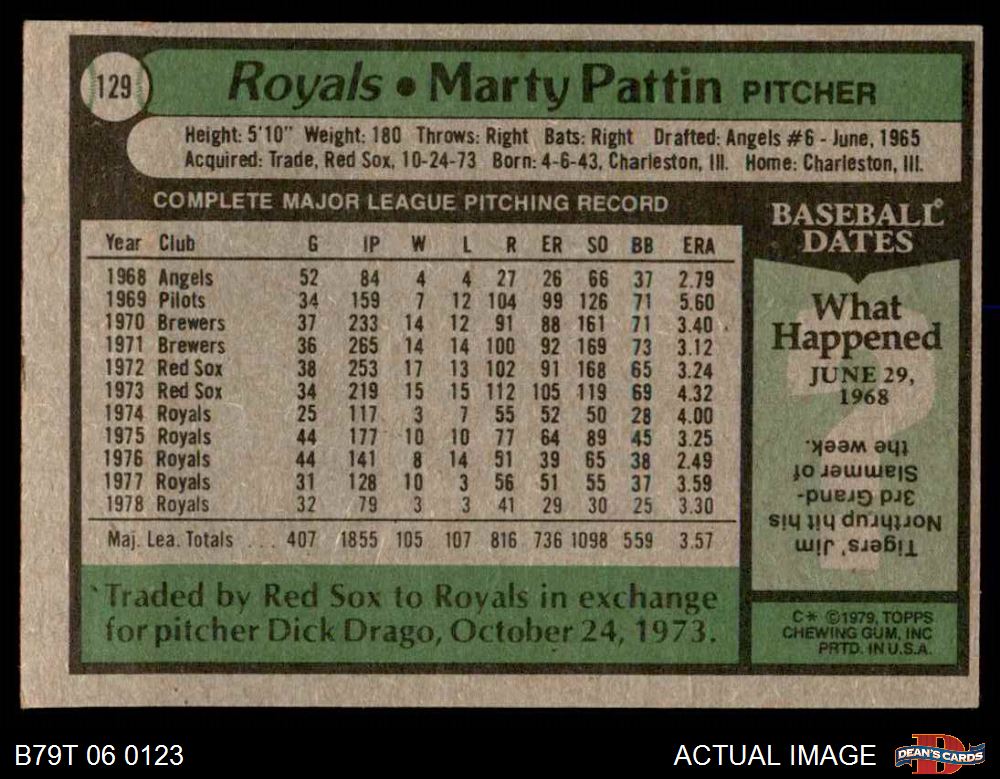 129
Royals • Marty Pattin PITCHER
Height: 5'10" Weight: 180 Throws: Right Bats: Right Drafted: Angels #6 - June, 1965
Acquired: Trade, Red Sox, 10-24-73 Born: 4-6-43, Charleston, Ill. Home: Charleston, Ill.
COMPLETE MAJOR LEAGUE PITCHING RECORD
Year Club G IP W L R ER SO BB ERA
1968 Angels 52 84 4 4 27 26 66 37 2.79
1969 Pilots 34 159 7 12 104 99 126 71 5.60
1970 Brewers 37 233 14 12 91 88 161 71 3.40
1971 Brewers 36 265 14 14 100 92 169 73 3.12
1972 Red Sox 38 253 17 13 102 91 168 65 3.24
1973 Red Sox 34 219 15 15 112 105 119 69 4.32
1974 Royals 25 117 3 7 55 52 50 28 4.00
1975 Royals 44 177 10 10 77 64 89 45 3.25
1976 Royals 44 141 8 14 51 39 65 38 2.49
1977 Royals 31 128 10 3 56 51 55 37 3.59
1978 Royals 32 79 3 3 41 29 30 25 3.30
Maj. Lea. Totals ... 407 1855 105 107 816 736 1098 559 3.57
Traded by Red Sox to Royals in exchange
for pitcher Dick Drago, October 24, 1973.
BASEBALL®
DATES
What
Happened
JUNE 29,
1968
?
Tigers' Jim
Northrup hit his
3rd Grand-
Slammer of
the week.
C* ©1979, TOPPS
CHEWING GUM, INC
PRTD. IN U.S.A.
B79T 06 0123
ACTUAL IMAGE
D
DEAN'S CARDS